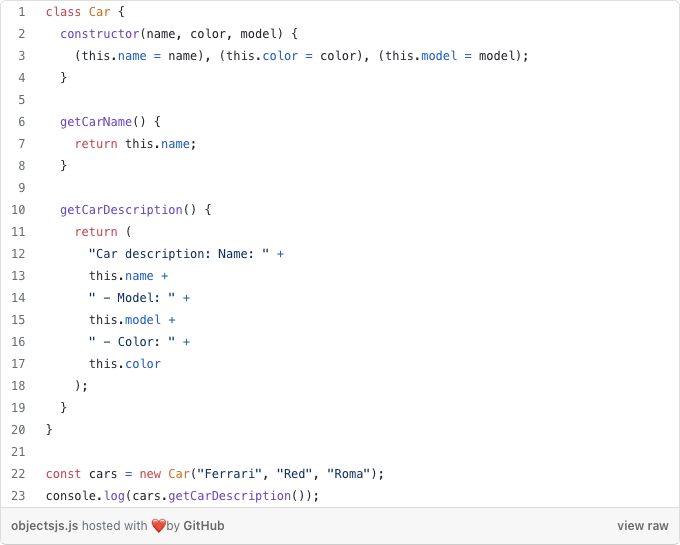 1 class Car {
2   constructor(name, color, model) {
3     (this.name = name), (this.color = color), (this.model = model);
4   }
5
6   getCarName() {
7     return this.name;
8   }
9
10   getCarDescription() {
11     return (
12       "Car description: Name: " +
13       this.name +
14       " - Model: " +
15       this.model +
16       " - Color: " +
17       this.color
18     );
19   }
20 }
21
22 const cars = new Car("Ferrari", "Red", "Roma");
23 console.log(cars.getCarDescription());
objectsjs.js hosted with ❤️by GitHub view raw